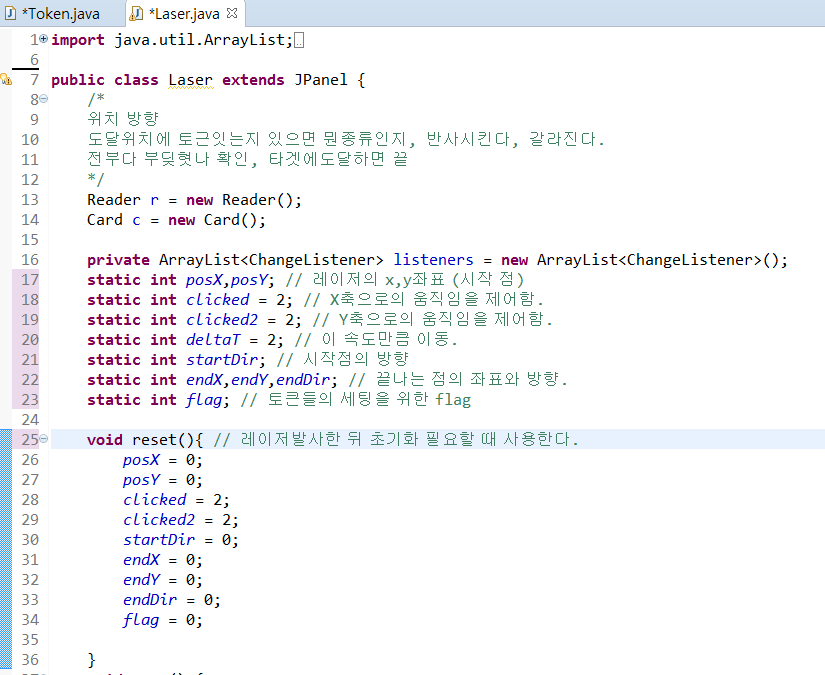 *Token.java *Laser.java
1 import java.util.ArrayList;
6
7 public class Laser extends JPanel {
8 /*
9 위치 방향
10 도달위치에 토근잇는지 있으면 뭔종류인지, 반사시킨다, 갈라진다.
11 전부다 부딪혓나 확인, 타겟에도달하면 끝
12 */
13 Reader r = new Reader();
14 Card c = new Card();
15
16 private ArrayList<ChangeListener> listeners = new ArrayList<ChangeListener>();
17 static int posX,posY; // 레이저의 x,y좌표 (시작 점)
18 static int clicked = 2; // X축으로의 움직임을 제어함.
19 static int clicked2 = 2; // Y축으로의 움직임을 제어함.
20 static int deltaT = 2; // 이 속도만큼 이동.
21 static int startDir; // 시작점의 방향
22 static int endX,endY,endDir; // 끝나는 점의 좌표와 방향.
23 static int flag; // 토큰들의 세팅을 위한 flag
24
25 void reset(){ // 레이저발사한 뒤 초기화 필요할 때 사용한다.
26 posX = 0;
27 posY = 0;
28 clicked = 2;
29 clicked2 = 2;
30 startDir = 0;
31 endX = 0;
32 endY = 0;
33 endDir = 0;
34 flag = 0;
35
36 }